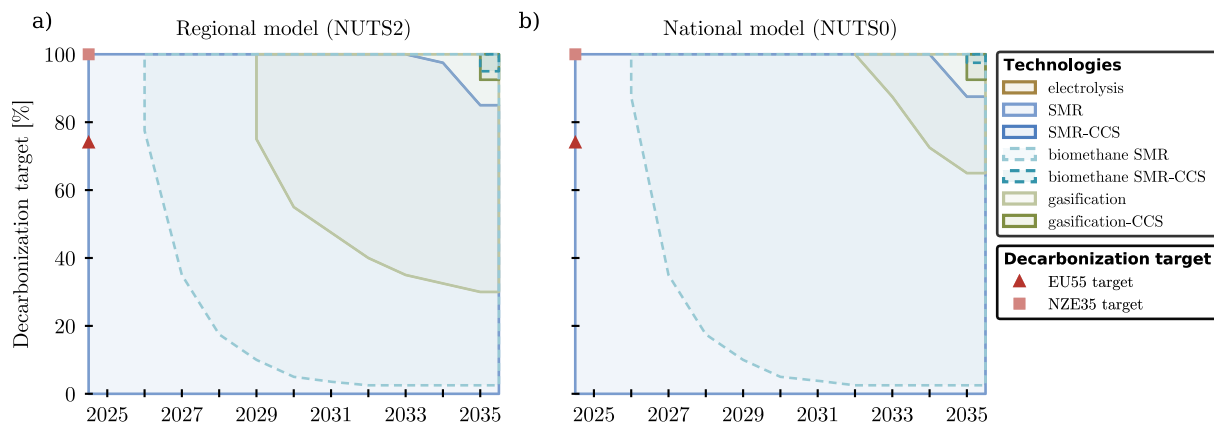 a)
Regional model (NUTS2)
b)
National model (NUTS0)
Decarbonization target [%]
100
80
60
40
20
0
2025
2027
2029
2031
2033
2035
2025
2027
2029
2031
2033
2035
Technologies
electrolysis
SMR
SMR-CCS
biomethane SMR
biomethane SMR-CCS
gasification
gasification-CCS
Decarbonization target
EU55 target
NZE35 target